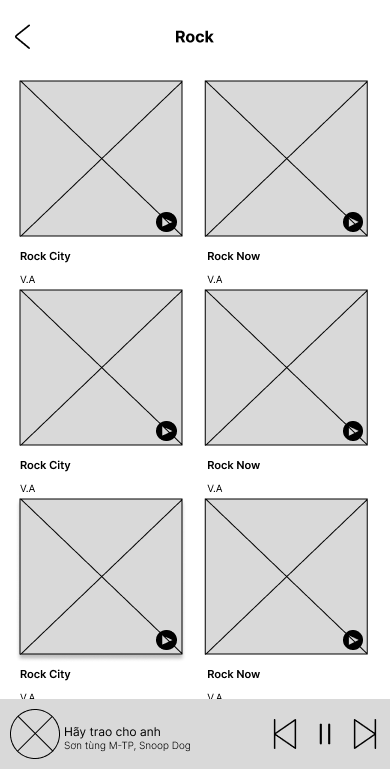 Rock
Rock City
Rock Now
V.A
V.A
Rock City
Rock Now
V.A
V.A
Rock City
Rock Now
V.A
V.A
Hãy trao cho anh
Sơn tùng M-TP, Snoop Dog